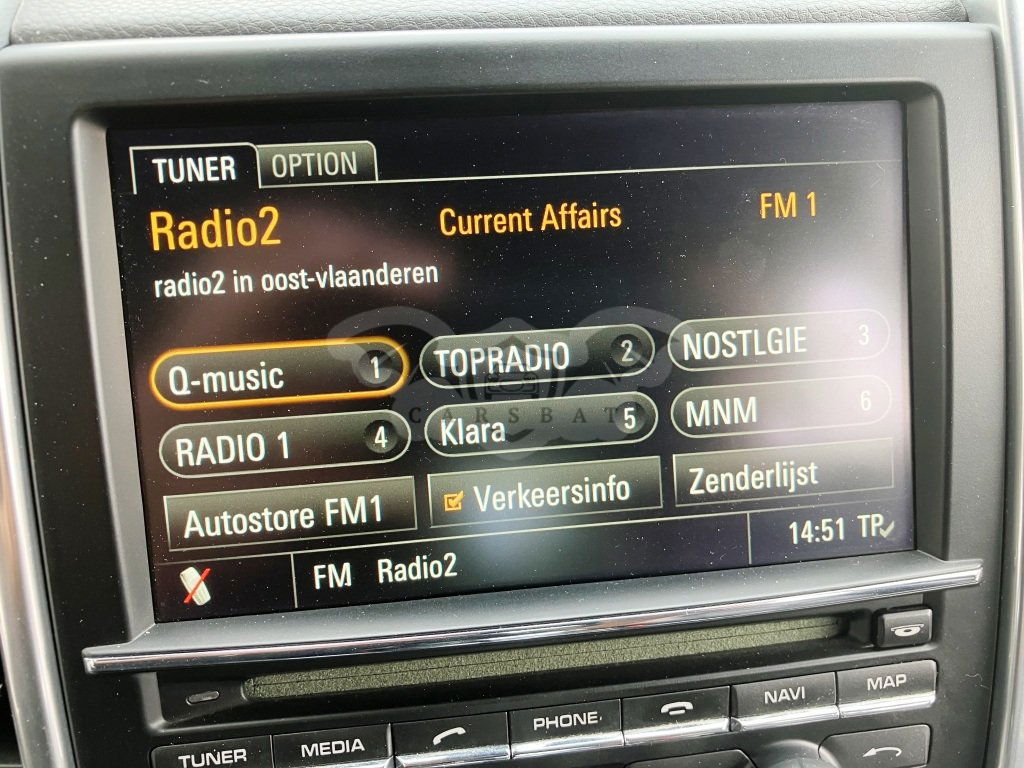 TUNER OPTION
Radio2 Current Affairs FM 1
radio2 in oost-vlaanderen
Q-music 1 TOPRADIO 2 NOSTLGIE 3
CARSBAT
RADIO 1 4 Klara 5 MNM 6
Autostore FM1 Verkeersinfo Zenderlijst
FM Radio2 14:51 TP
TUNER MEDIA PHONE NAVI MAP